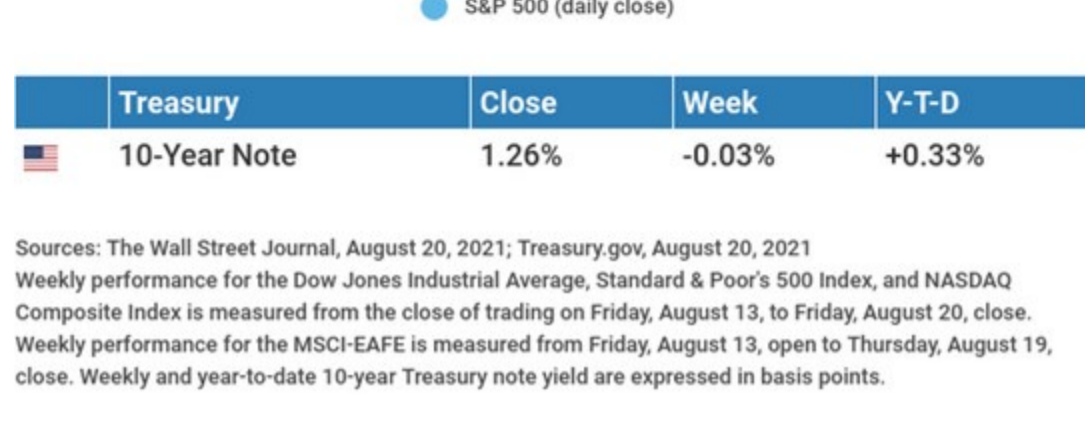 S&P 500 (daily close)
Treasury Close Week Y-T-D
10-Year Note 1.26% -0.03% +0.33%
Sources: The Wall Street Journal, August 20, 2021; Treasury.gov, August 20, 2021
Weekly performance for the Dow Jones Industrial Average, Standard & Poor's 500 Index, and NASDAQ
Composite Index is measured from the close of trading on Friday, August 13, to Friday, August 20, close.
Weekly performance for the MSCI-EAFE is measured from Friday, August 13, open to Thursday, August 19,
close. Weekly and year-to-date 10-year Treasury note yield are expressed in basis points.